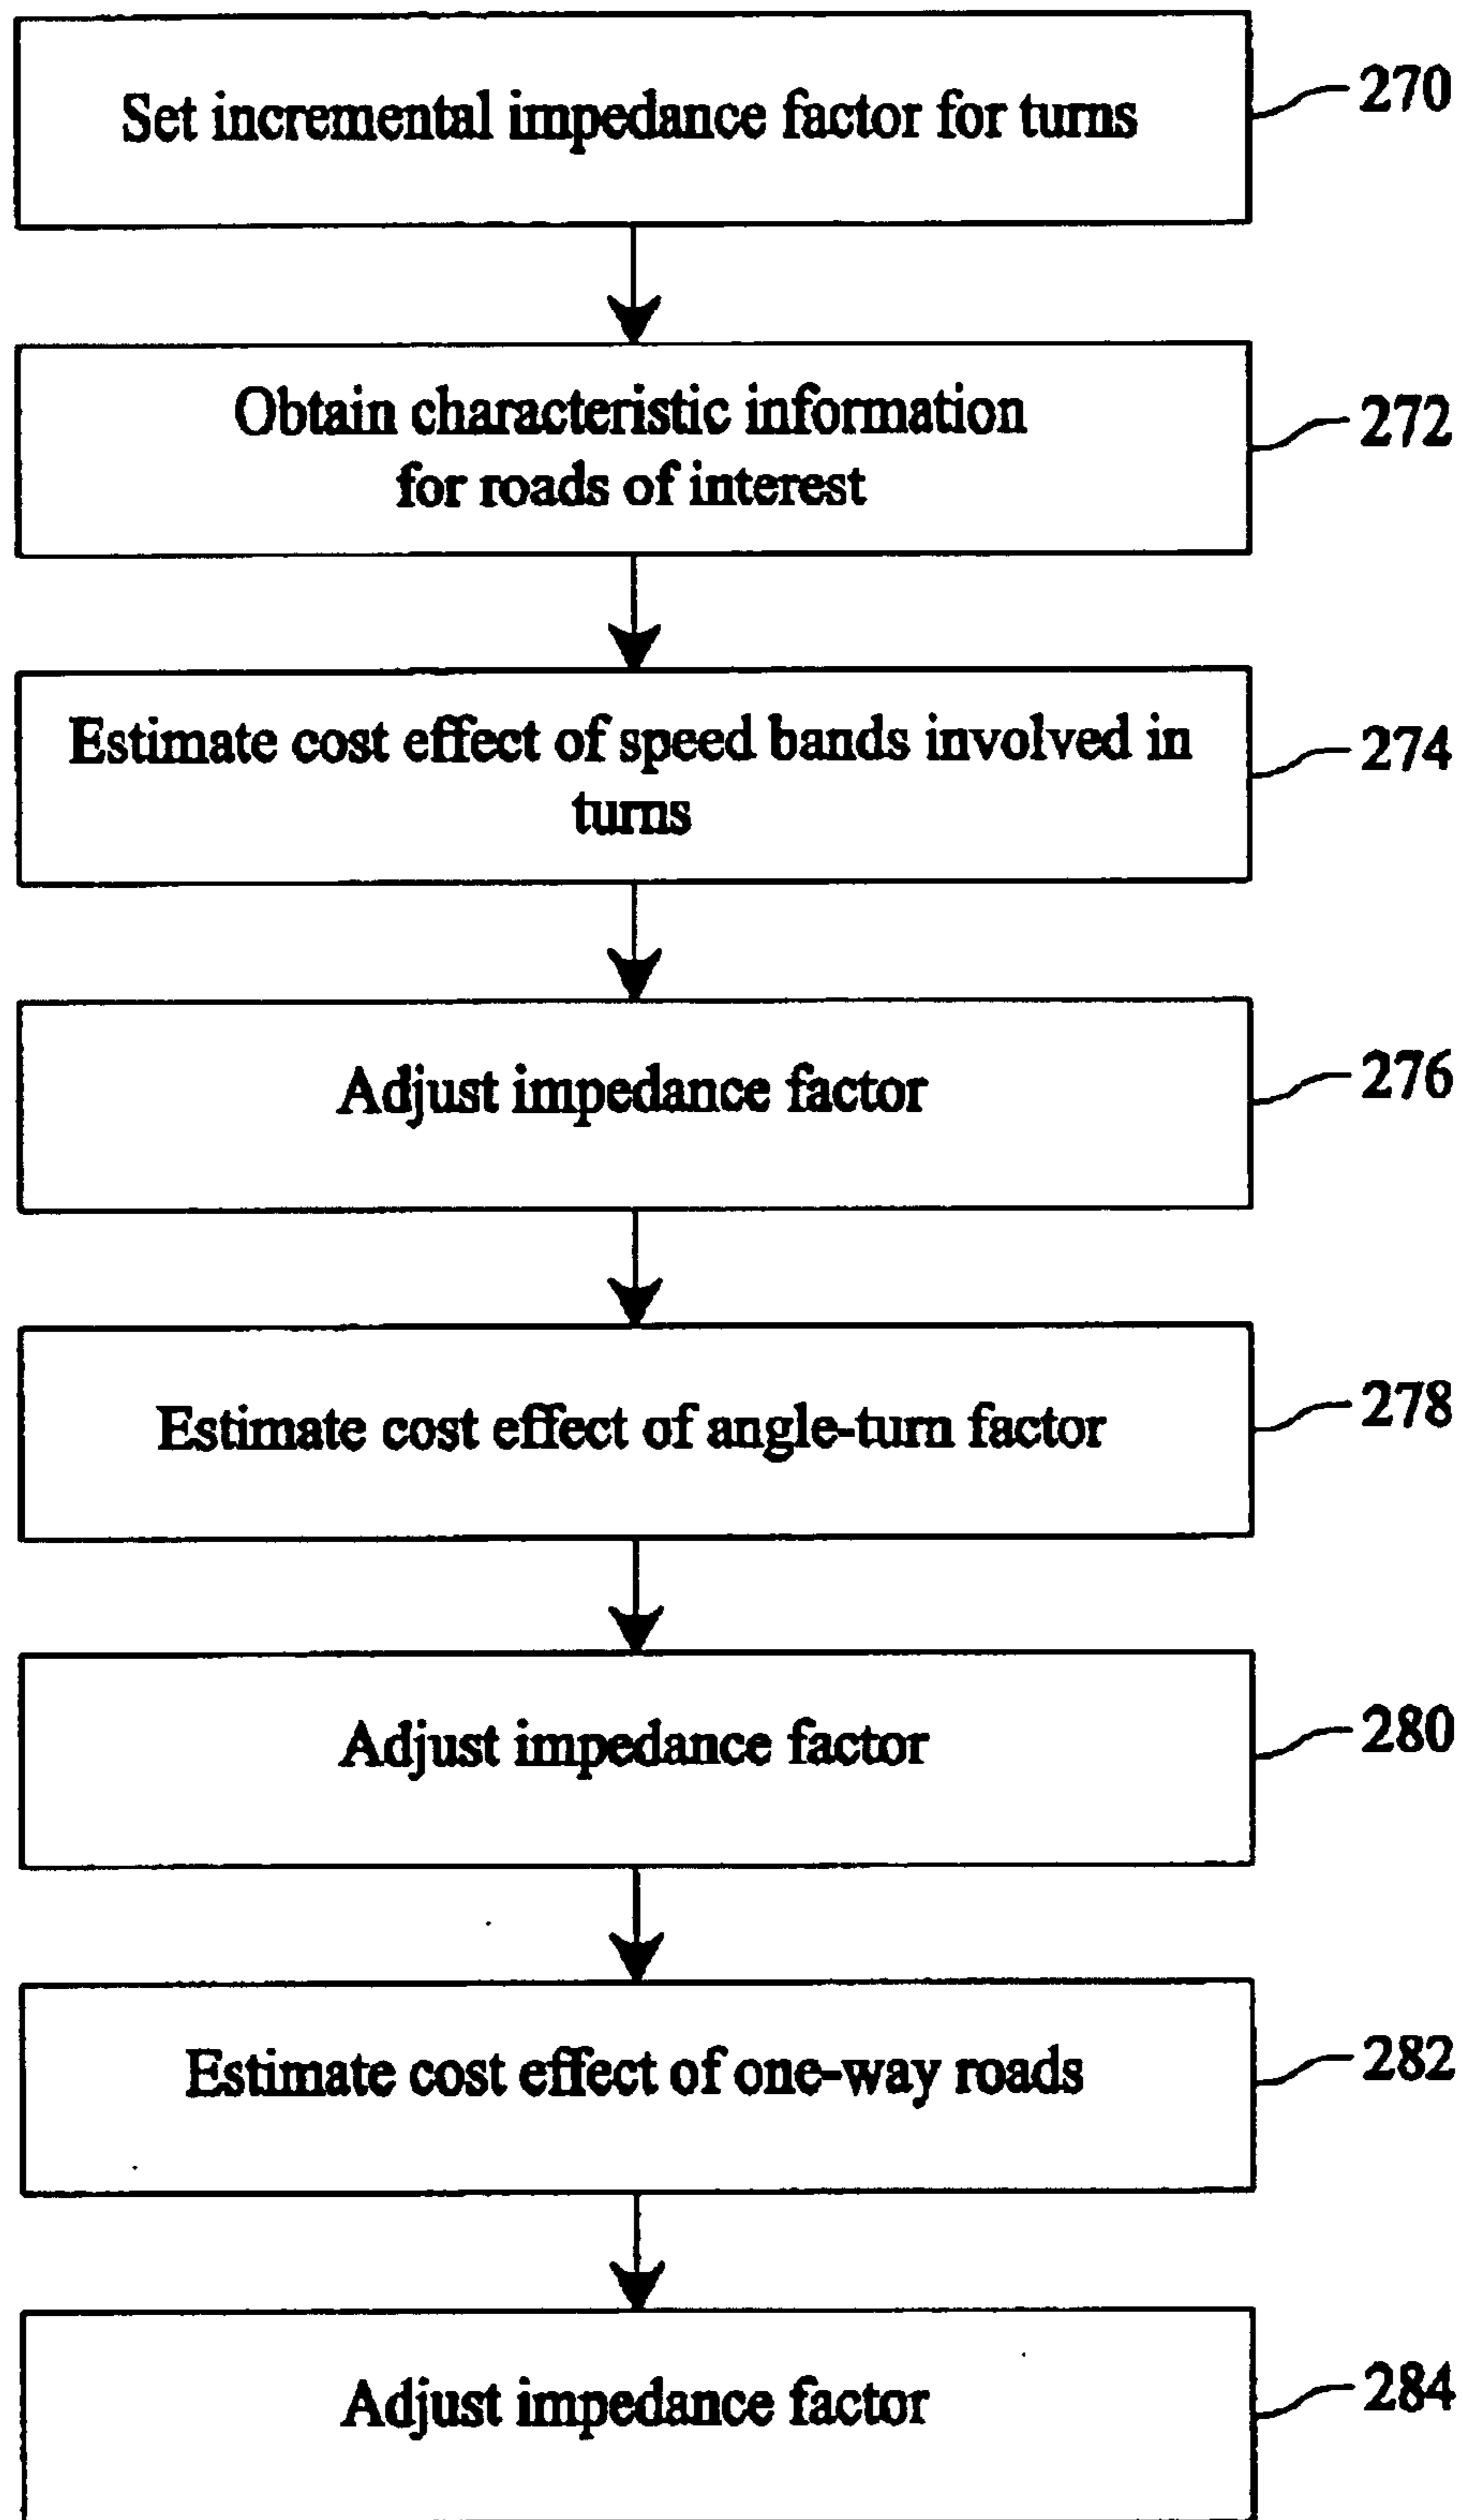 Set incremental impedance factor for turns
270
Obtain characteristic information
for roads of interest
272
Estimate cost effect of speed bands involved in
turns
274
Adjust impedance factor
276
Estimate cost effect of angle-turn factor
278
Adjust impedance factor
280
Estimate cost effect of one-way roads
282
Adjust impedance factor
284